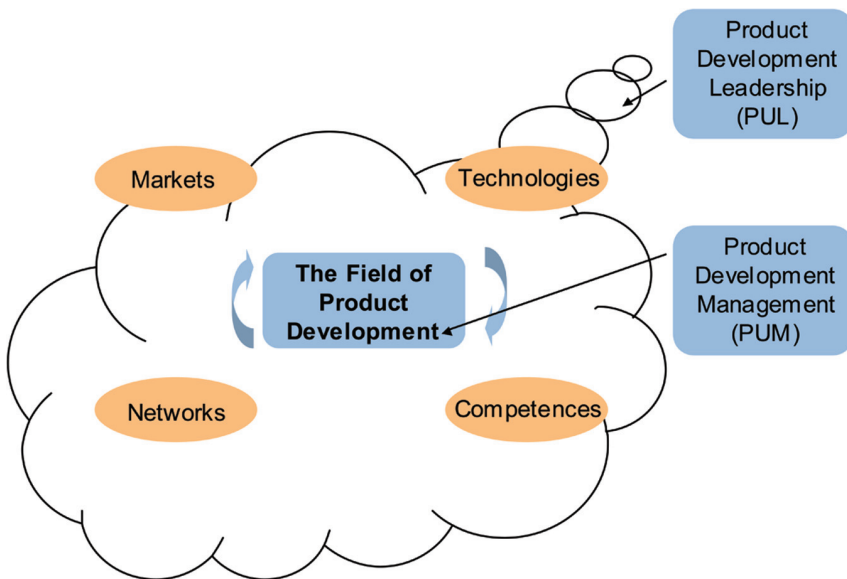 Product
Development
Leadership
(PUL)
Markets
Technologies
The Field of
Product
Development
Product
Development
Management
(PUM)
Networks
Competences